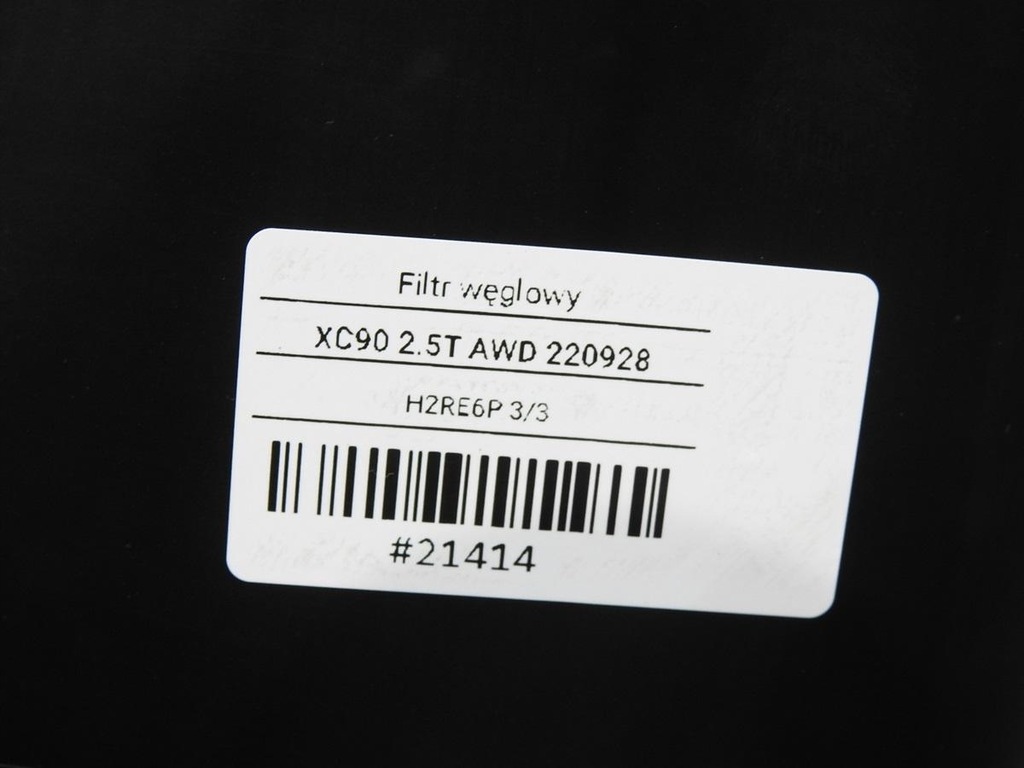 Filtr węglowy
XC90 2.5T AWD 220928
H2RE6P 3/3
#21414